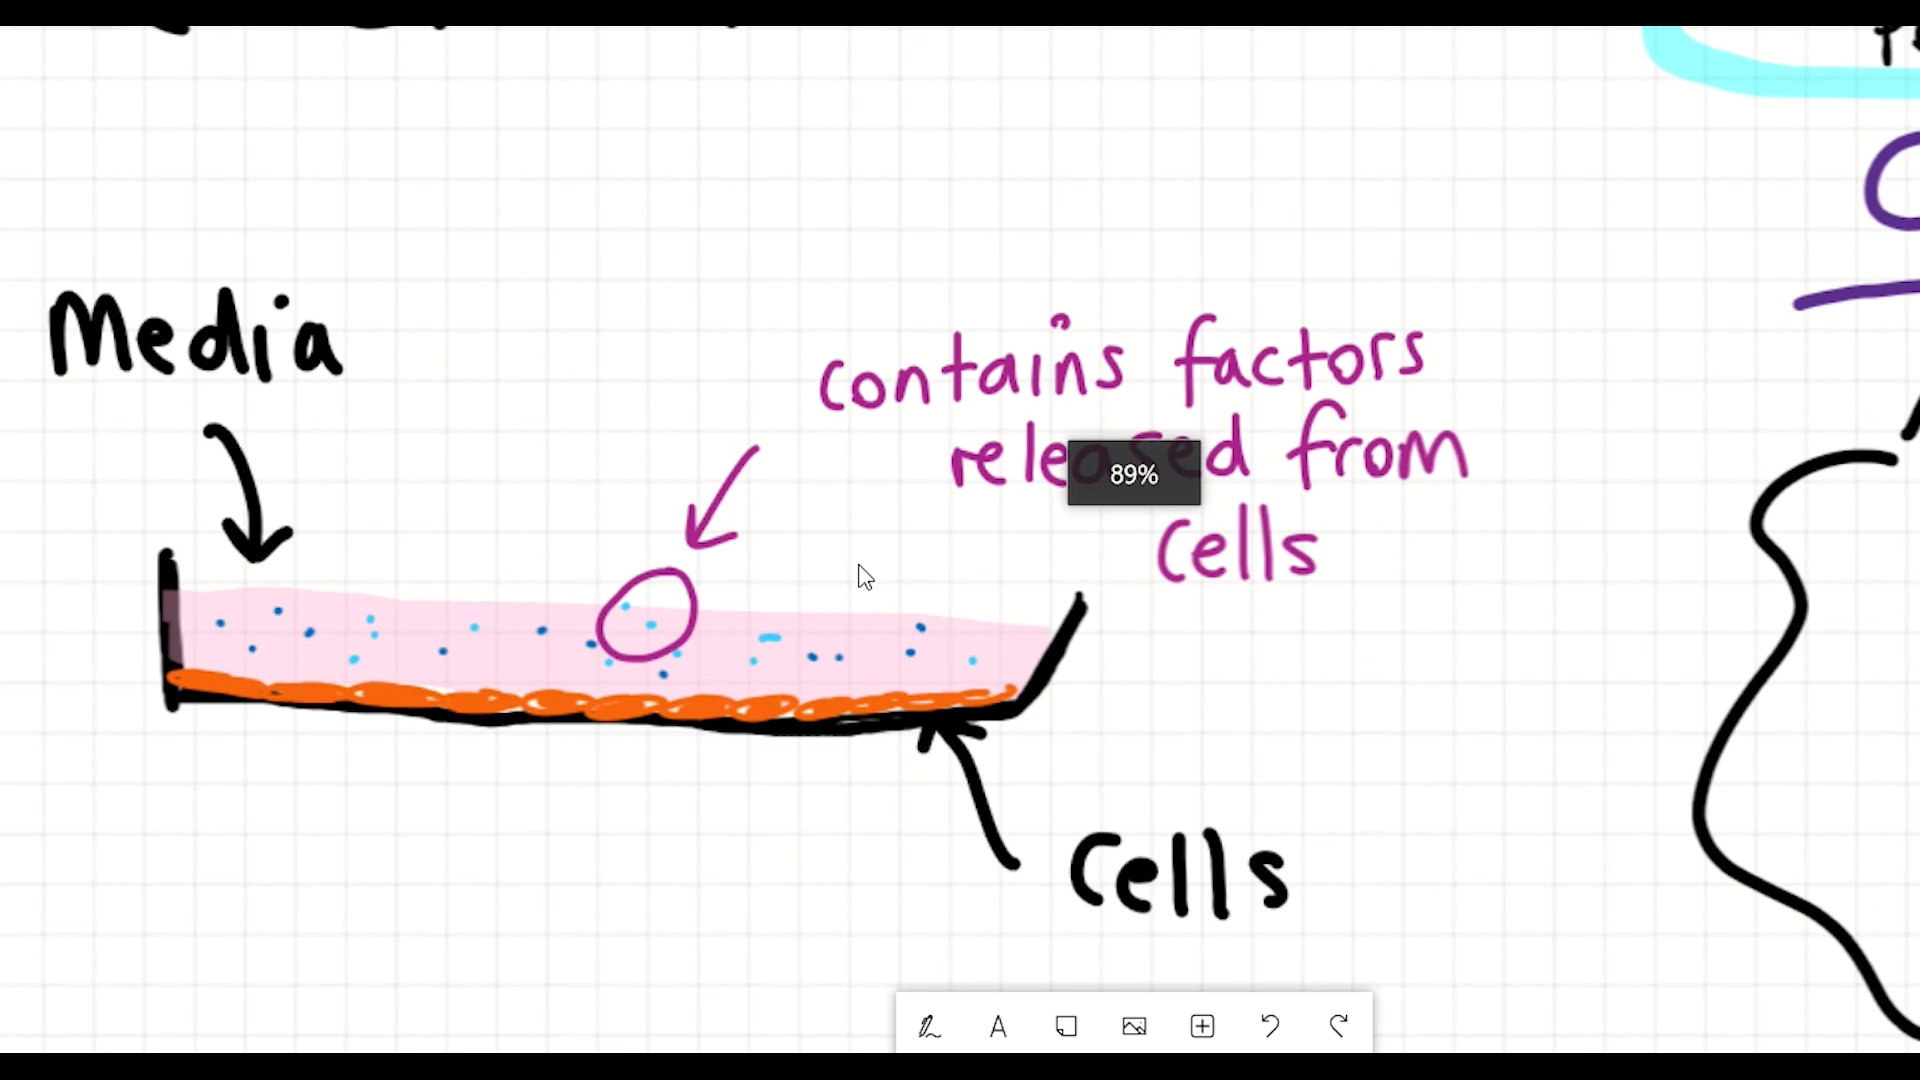 Media
contains factors
released from
cells
89%
Cells
A